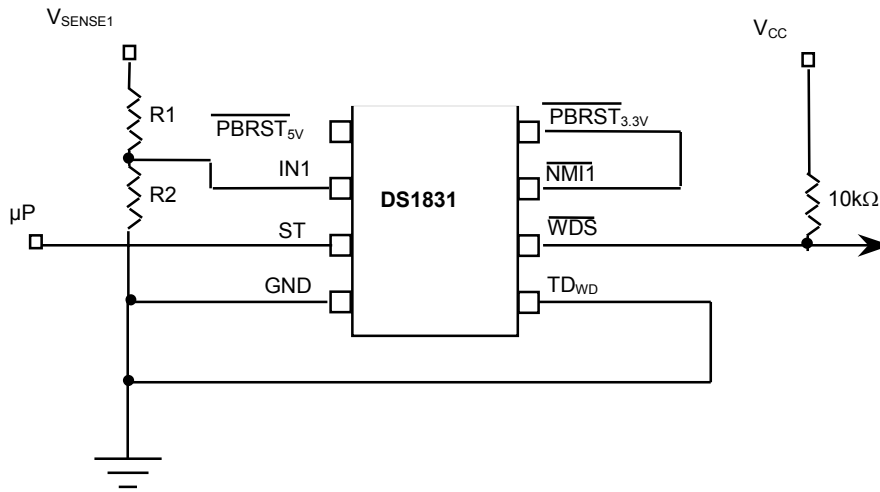 VSENSE1
VCC
R1
PBRST5V
PBRST3.3V
IN1
NMI1
R2
DS1831
10kΩ
µP
ST
WDS
GND
TDWD